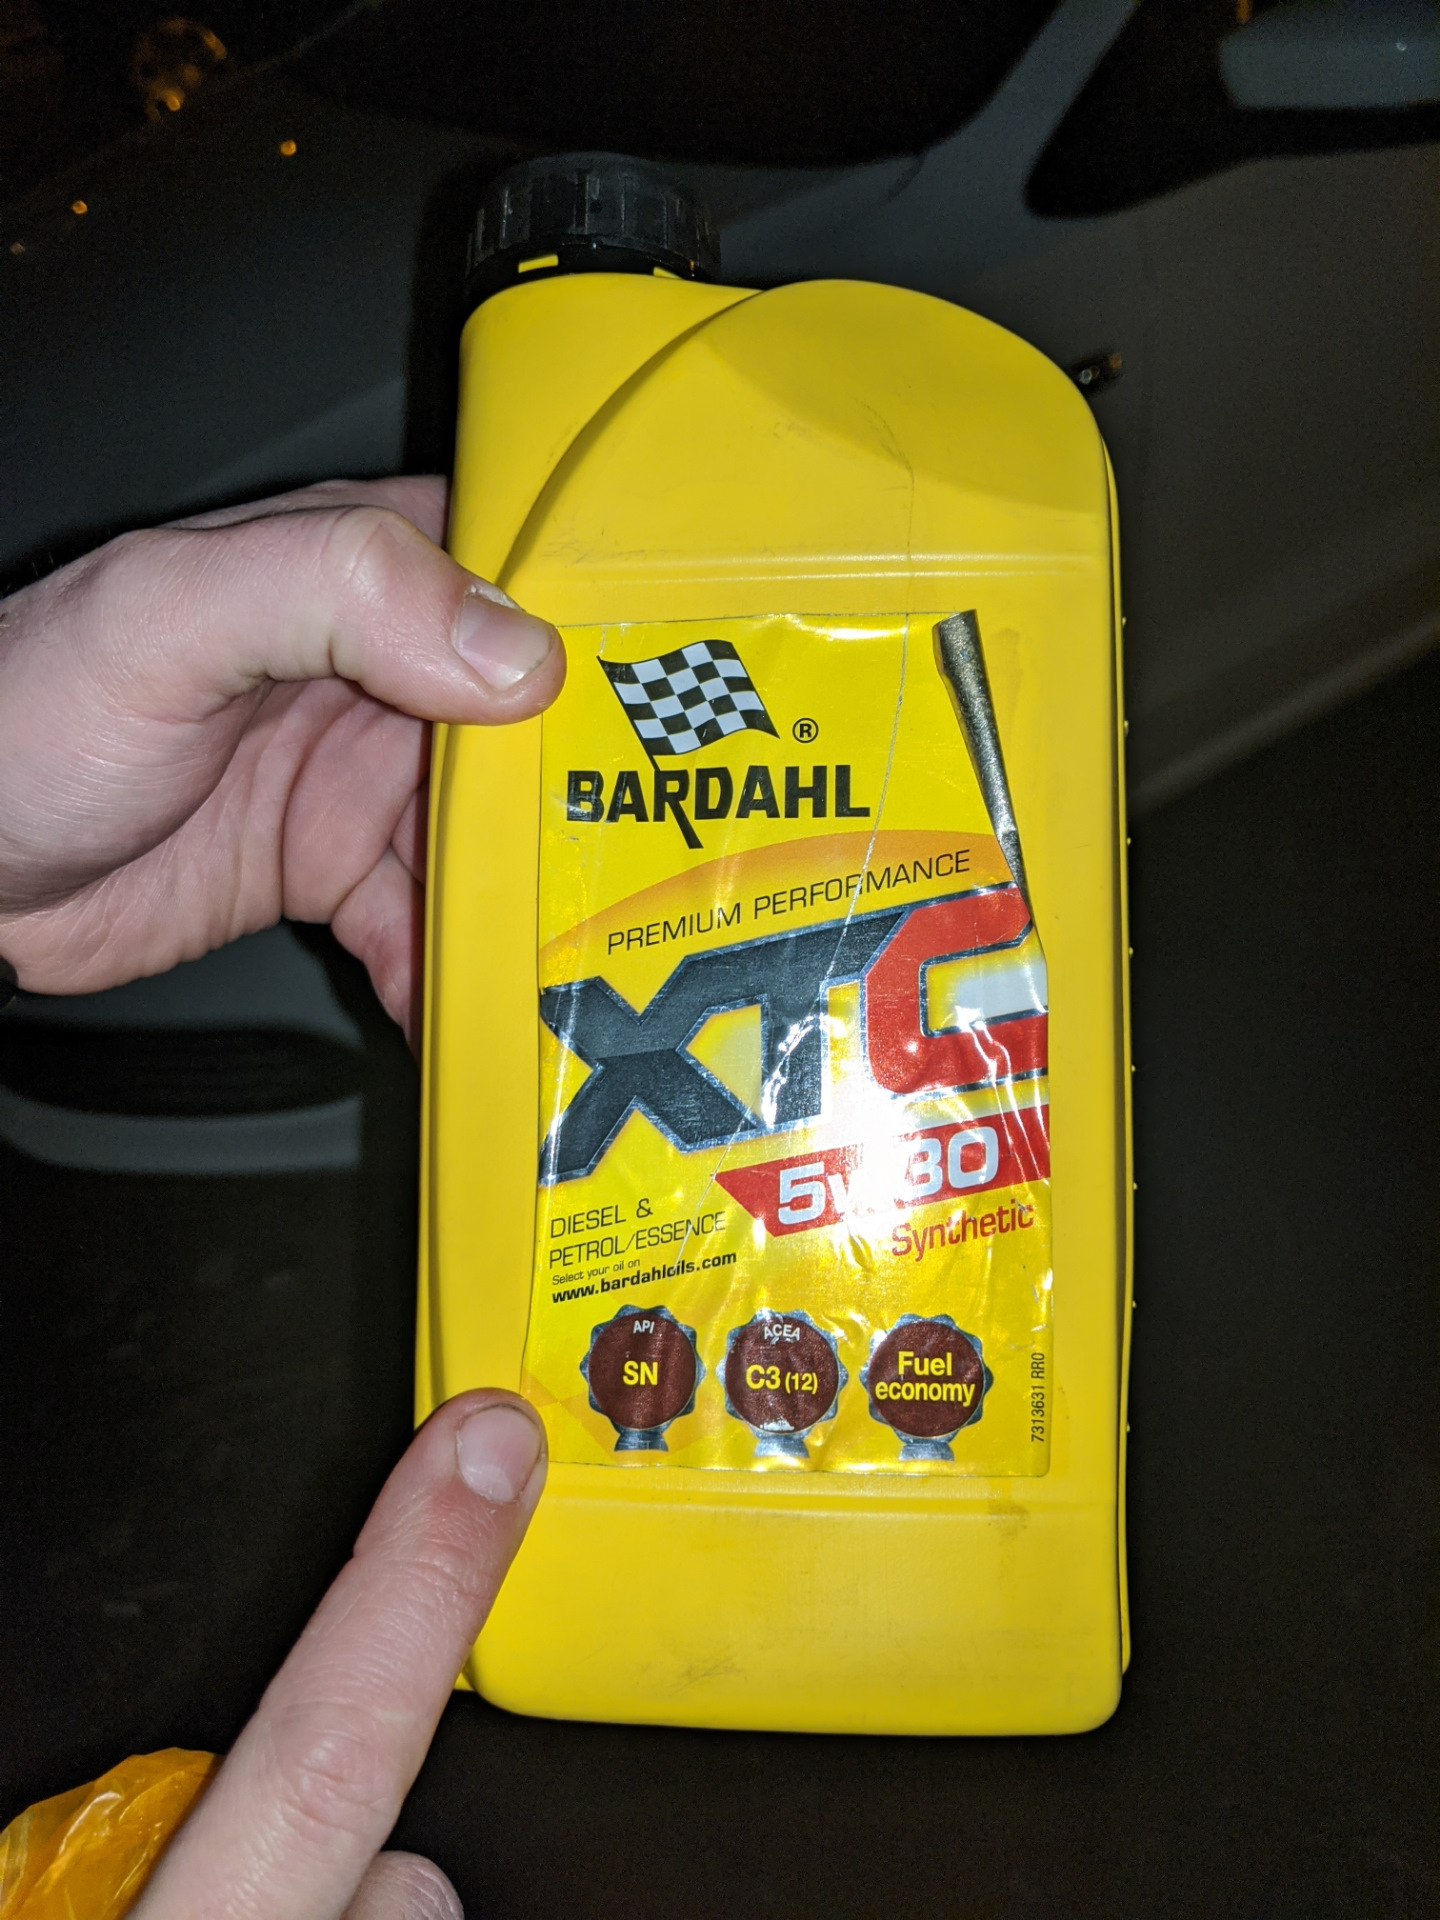 ®
BARDAHL
PREMIUM PERFORMANCE
XTC
5W30
Synthetic
DIESEL &
PETROL/ESSENCE
Select your oil on
www.bardahloils.com
API
SN
ACEA
C3 (12)
Fuel
economy
7313631 RR0